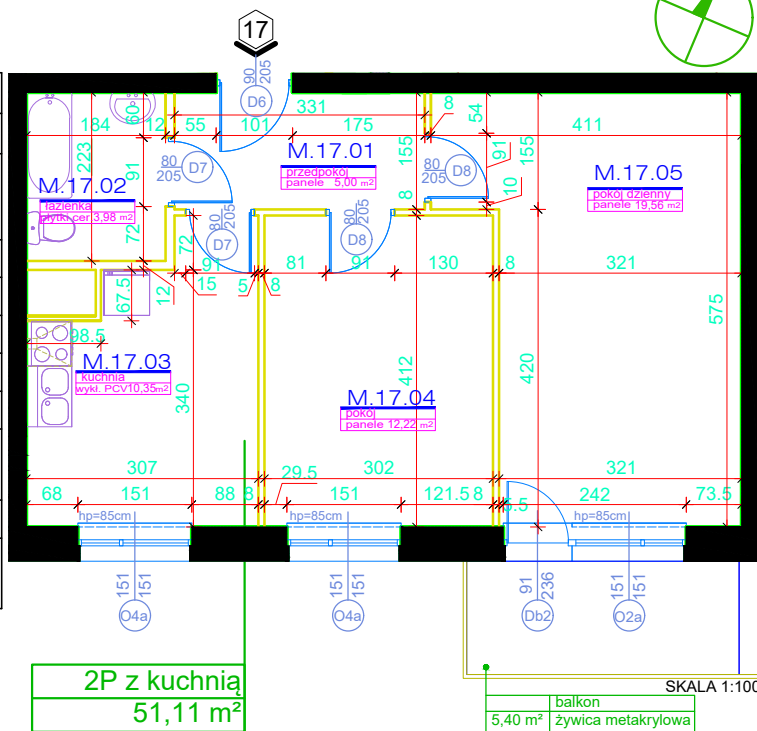 17
90
205
D6
331
8
54
184
12
55
101
175
411
60
223
91
72
M.17.01
przedpokój
panele 5,00 m2
155
8
80
205
D7
80
205
D8
91
155
10
M.17.05
pokój dzienny
panele 19,56 m2
M.17.02
łazienka
płytki cer.3,98 m2
80
205
D7
80
205
D8
72
91
81
91
130
8
321
67.5
12
15
5
8
98.5
575
M.17.03
kuchnia
wykł. PCV10,35m2
340
412
420
M.17.04
pokój
panele 12,22 m2
307
29.5
302
321
68
151
88
8
151
121.5
8
5.5
242
73.5
hp=85cm
hp=85cm
hp=85cm
151
151
O4a
151
151
O4a
91
236
Db2
151
151
O2a
2P z kuchnią
51,11 m²
SKALA 1:100
balkon
5,40 m²
żywica metakrylowa